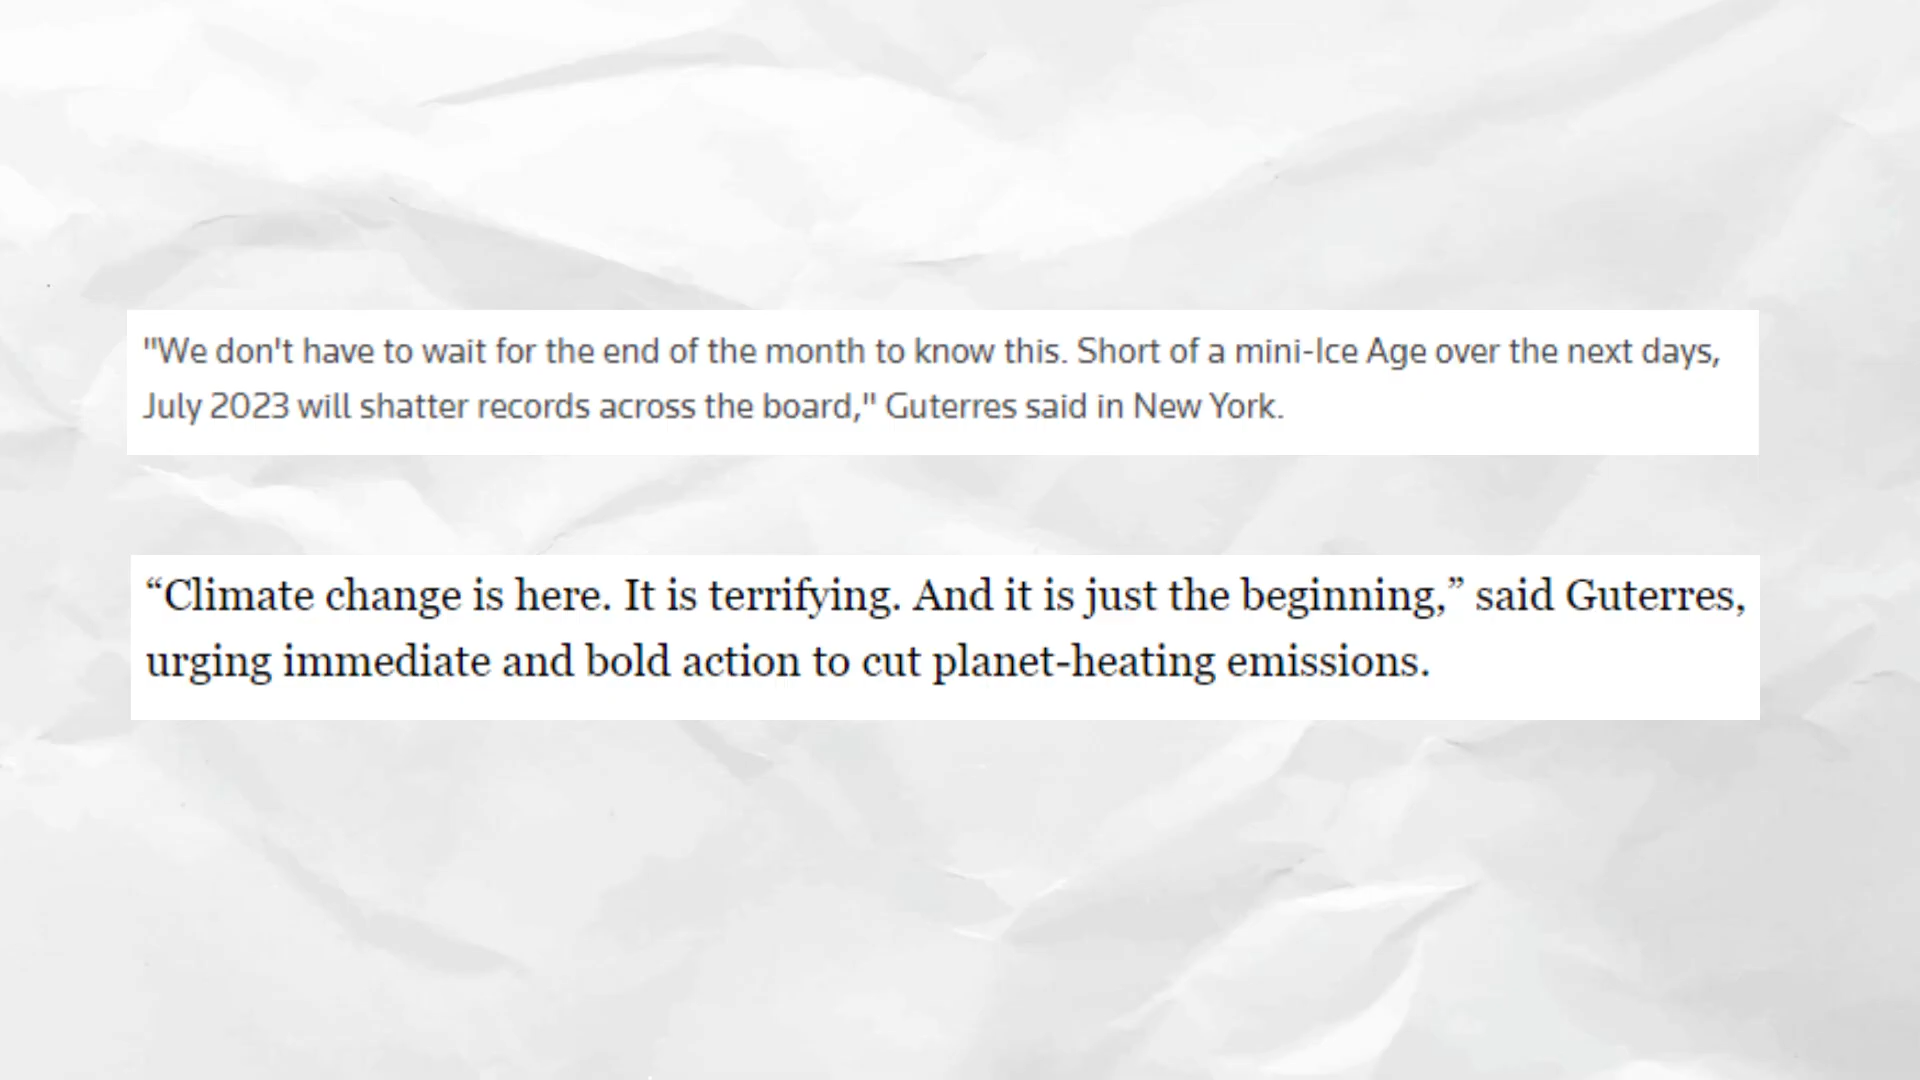 "We don't have to wait for the end of the month to know this. Short of a mini-Ice Age over the next days,
July 2023 will shatter records across the board," Guterres said in New York.
“Climate change is here. It is terrifying. And it is just the beginning,” said Guterres,
urging immediate and bold action to cut planet-heating emissions.